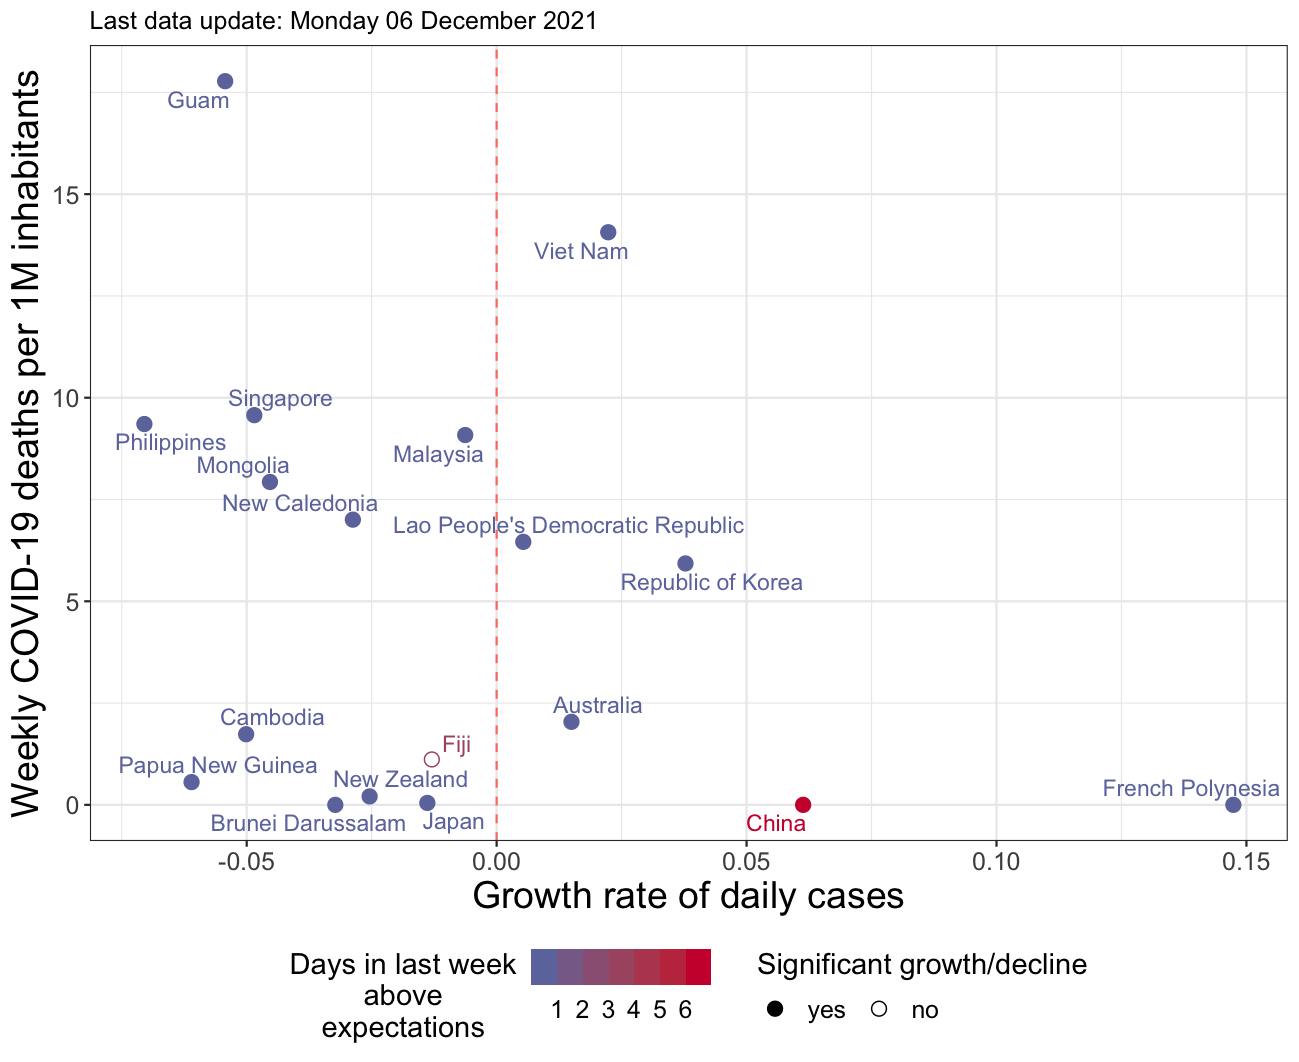 Last data update: Monday 06 December 2021
Weekly COVID-19 deaths per 1M inhabitants
15
10
5
0
Guam
Viet Nam
Singapore
Philippines
Malaysia
Mongolia
New Caledonia
Lao People's Democratic Republic
Republic of Korea
Australia
Cambodia
Fiji
Papua New Guinea
New Zealand
French Polynesia
Brunei Darussalam
Japan
China
-0.05
0.00
0.05
0.10
0.15
Growth rate of daily cases
Days in last week
above
expectations
1 2 3 4 5 6
Significant growth/decline
yes no